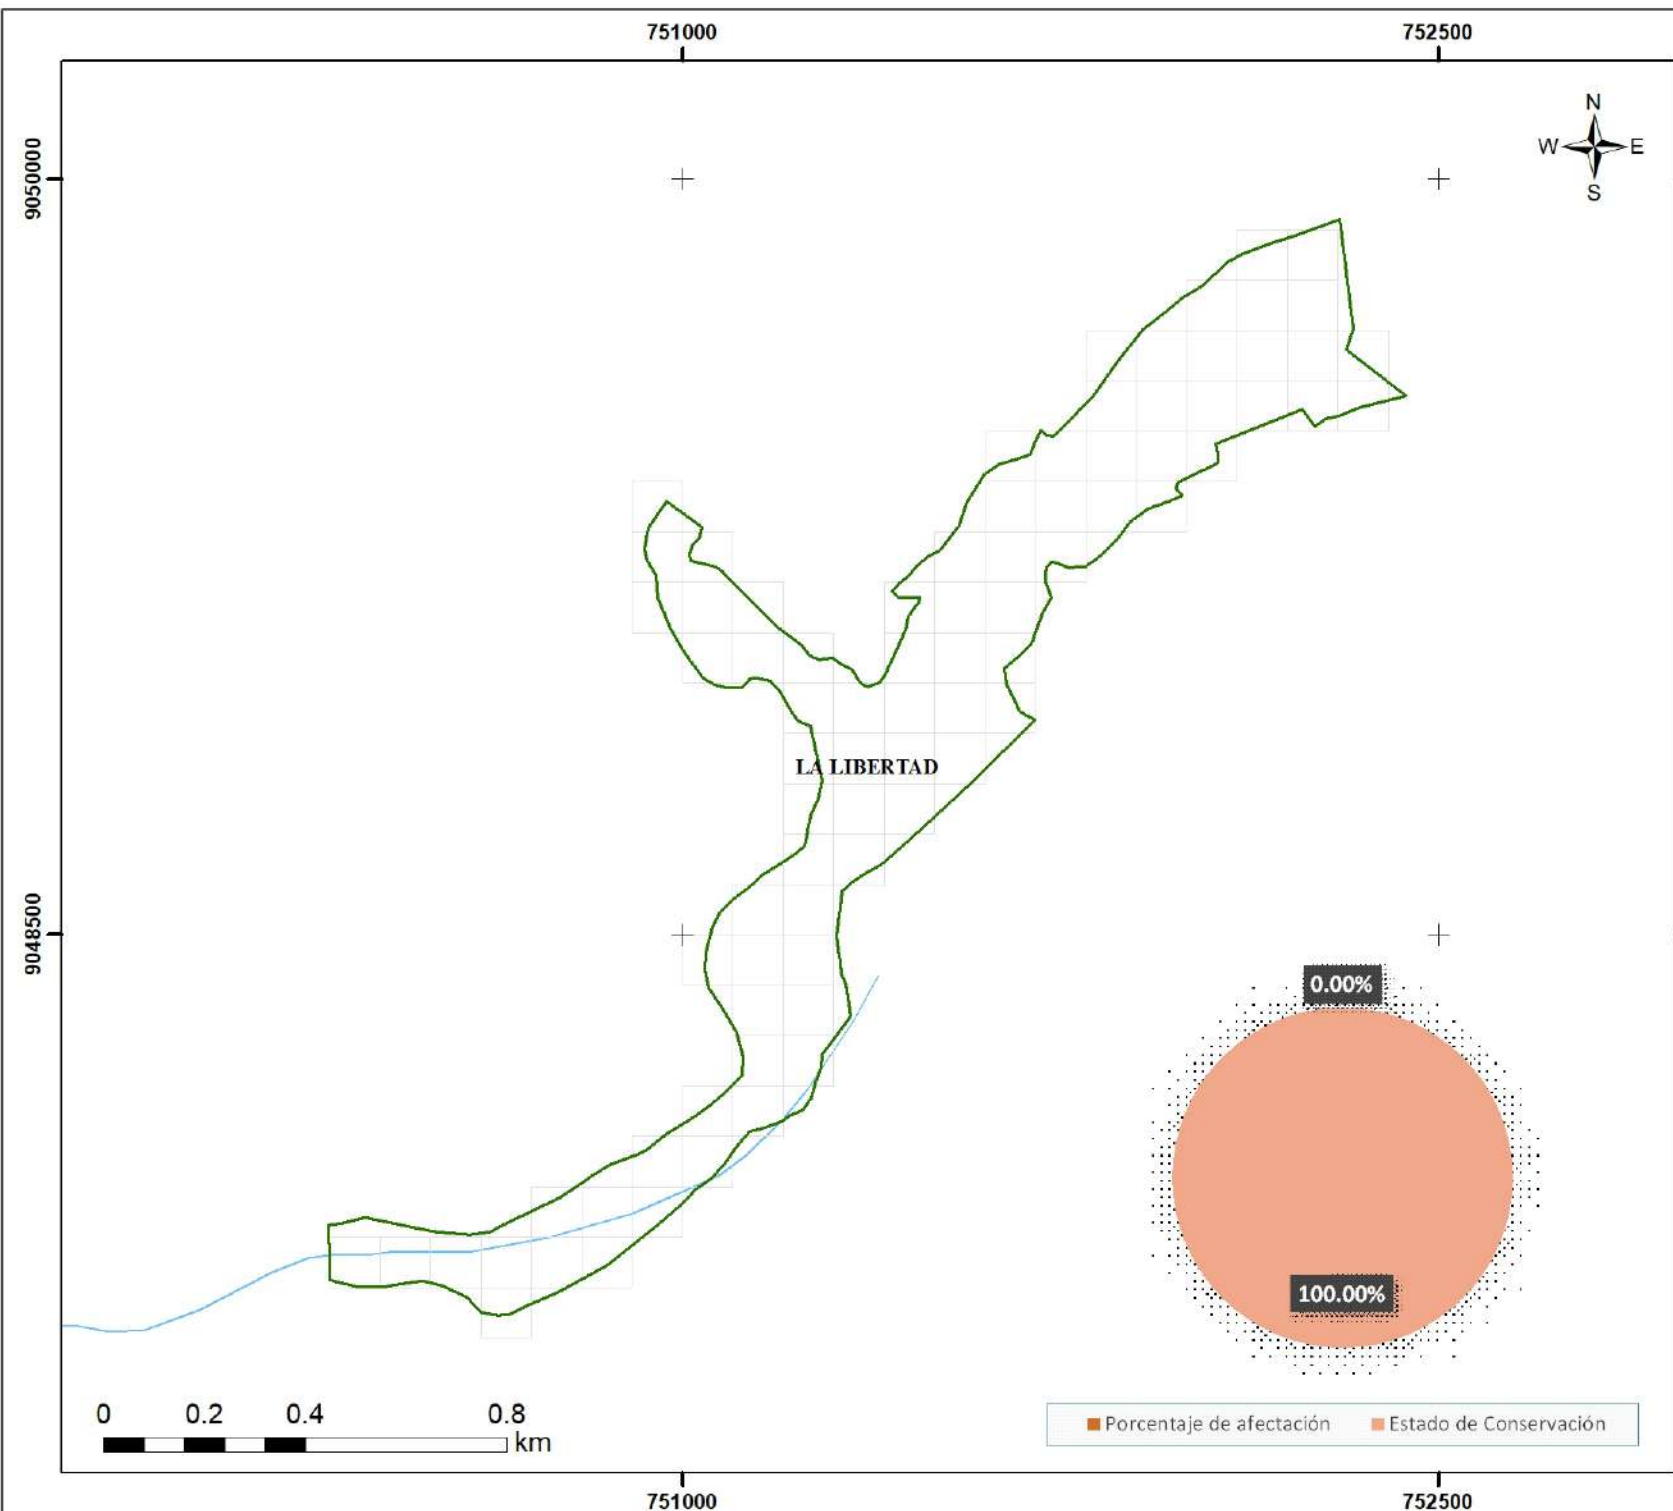 751000 752500
N
W E
S
9050000
LA LIBERTAD
9048500
0.00%
100.00%
0 0.2 0.4 0.8
km
Porcentaje de afectación Estado de Conservación
751000 752500